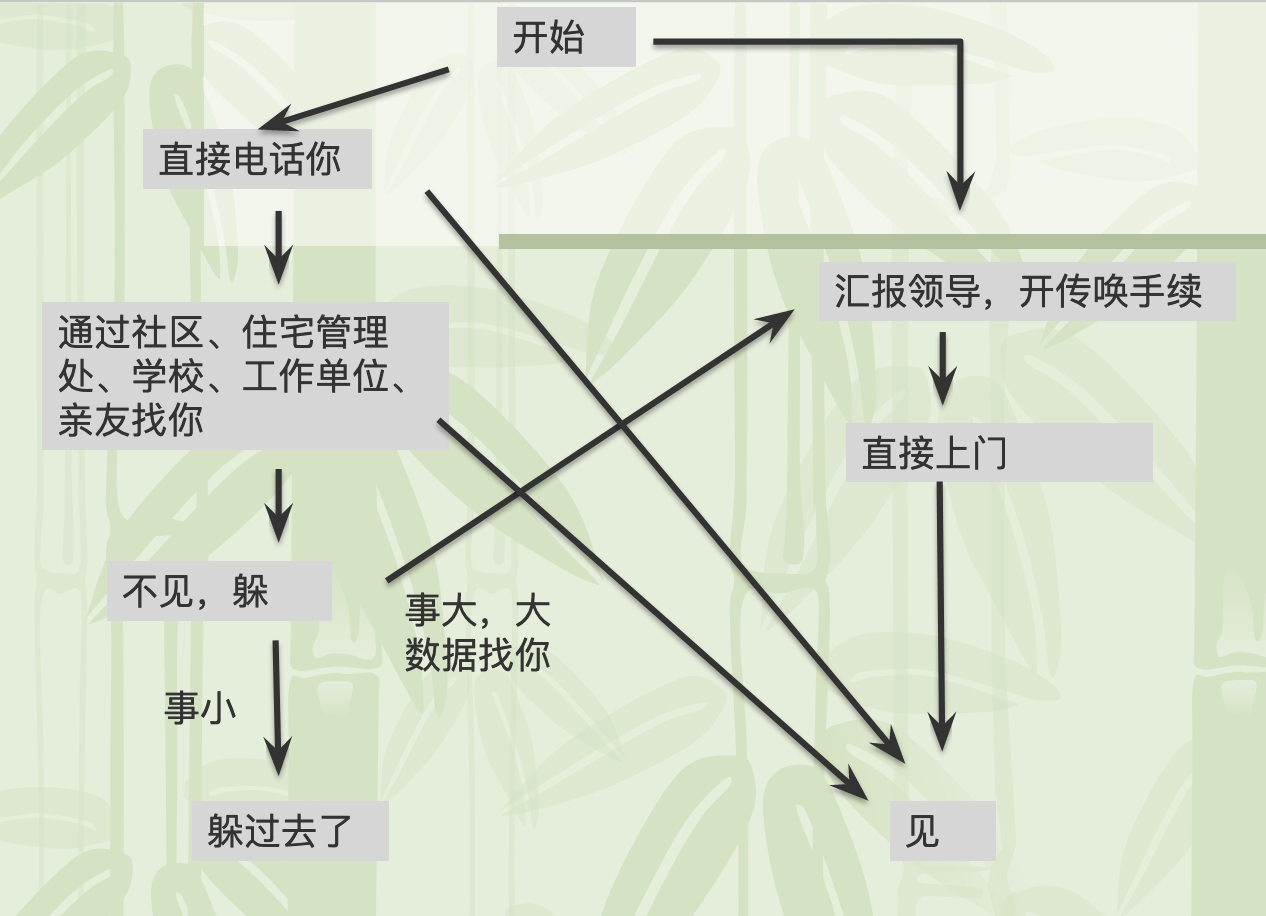 开始
直接电话你
汇报领导，开传唤手续
通过社区、住宅管理
处、学校、工作单位、
亲友找你
直接上门
不见，躲
事大，大
数据找你
事小
躲过去了
见